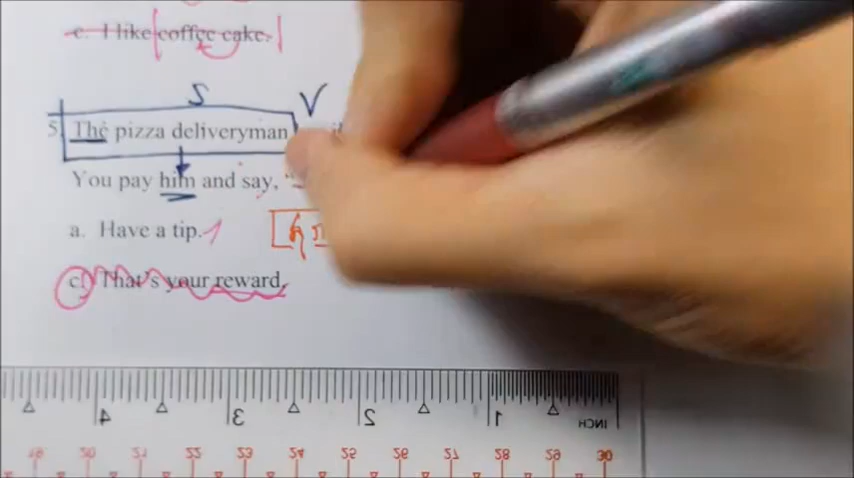 c. I like coffee cake.
S V
5. The pizza deliveryman
You pay him and say, "
a. Have a tip.
c. That's your reward.
4 3 2 1 INCH
19 20 21 22 23 24 25 26 27 28 29 30